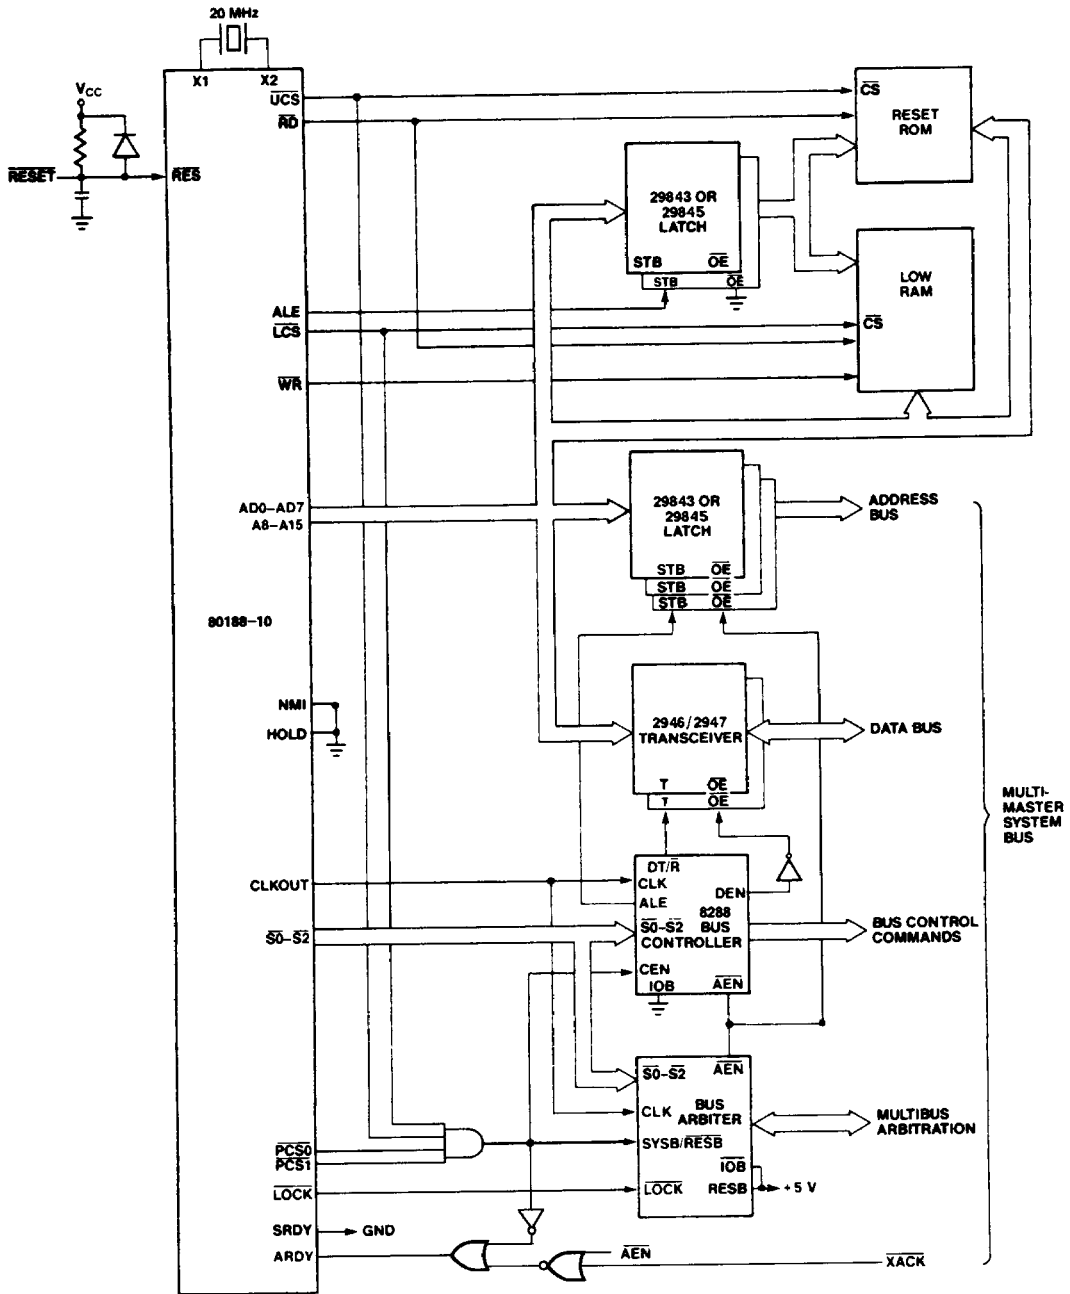 20 MHz
X1 X2
VCC
RESET
RES
UCS
RD
CS
RESET
ROM
29843 OR
29845
LATCH
STB OE
STB OE
LOW
RAM
CS
ALE
LCS
WR
AD0–AD7
A8–A15
29843 OR
29845
LATCH
STB OE
STB OE
STB OE
ADDRESS
BUS
80188-10
NMI
HOLD
2946/2947
TRANSCEIVER
T OE
T OE
DATA BUS
MULTI-
MASTER
SYSTEM
BUS
CLKOUT
S0–S2
DT/R
CLK
ALE
DEN
8288
S0–S2 BUS
CONTROLLER
CEN
IOB AEN
BUS CONTROL
COMMANDS
S0–S2 AEN
BUS
CLK ARBITER
SYSB/RESB
IOB
LOCK RESB
+5 V
MULTIBUS
ARBITRATION
PCS0
PCS1
LOCK
SRDY GND
ARDY
AEN
XACK